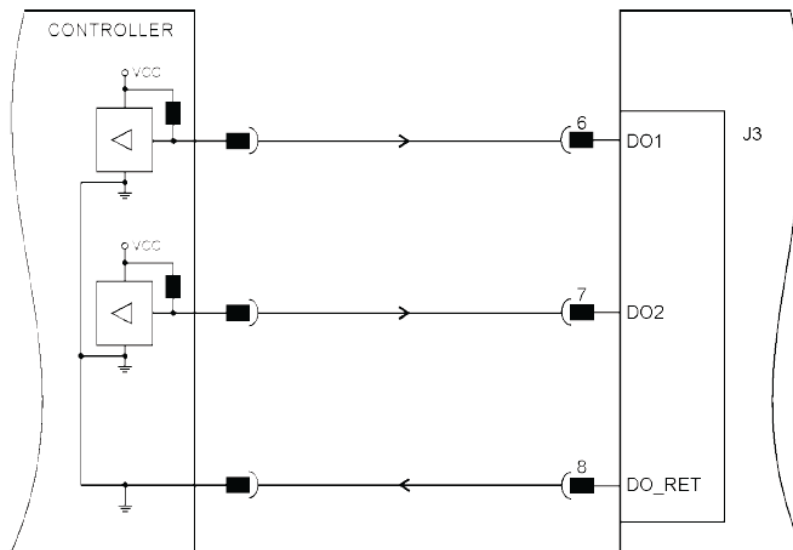 CONTROLLER
VCC
6
DO1
J3
VCC
7
DO2
8
DO_RET